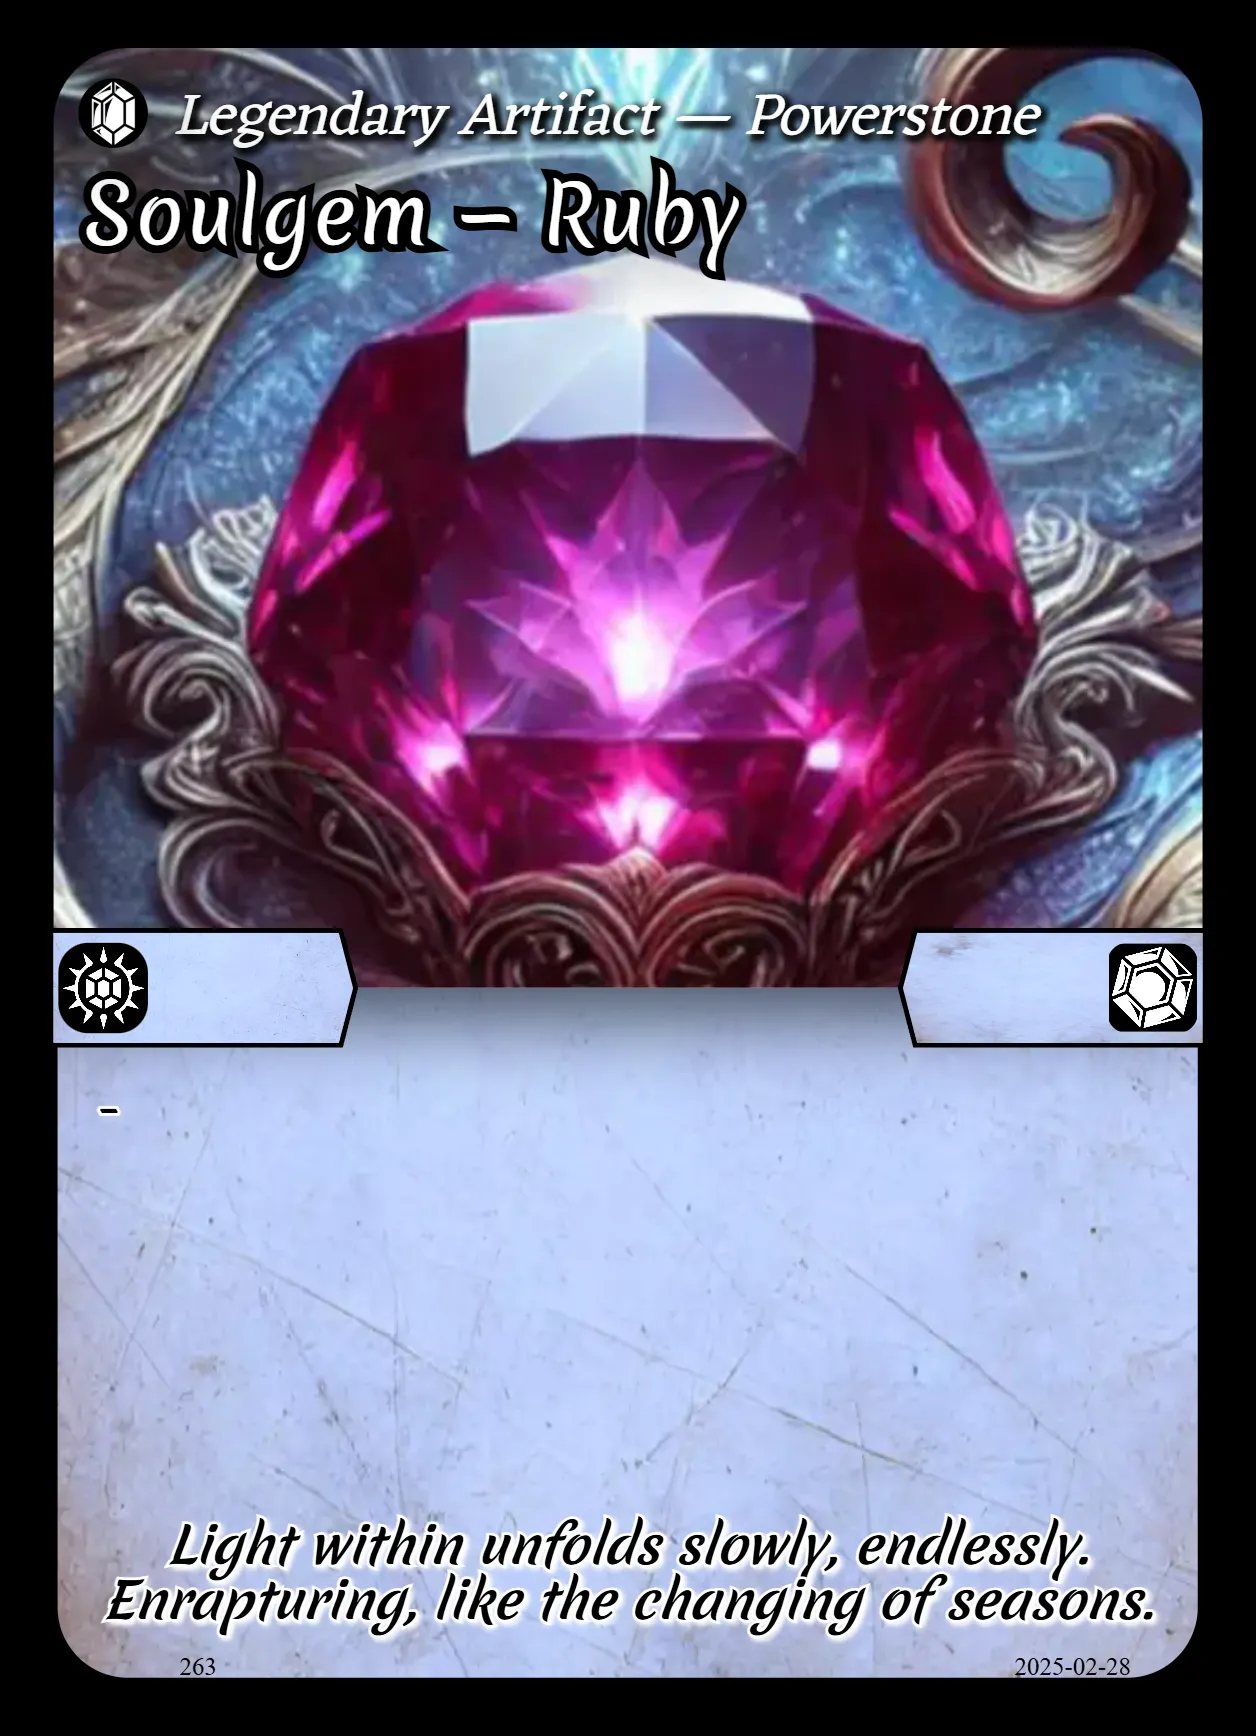 Legendary Artifact — Powerstone
Soulgem – Ruby
-
Light within unfolds slowly, endlessly.
Enrapturing, like the changing of seasons.
263
2025-02-28